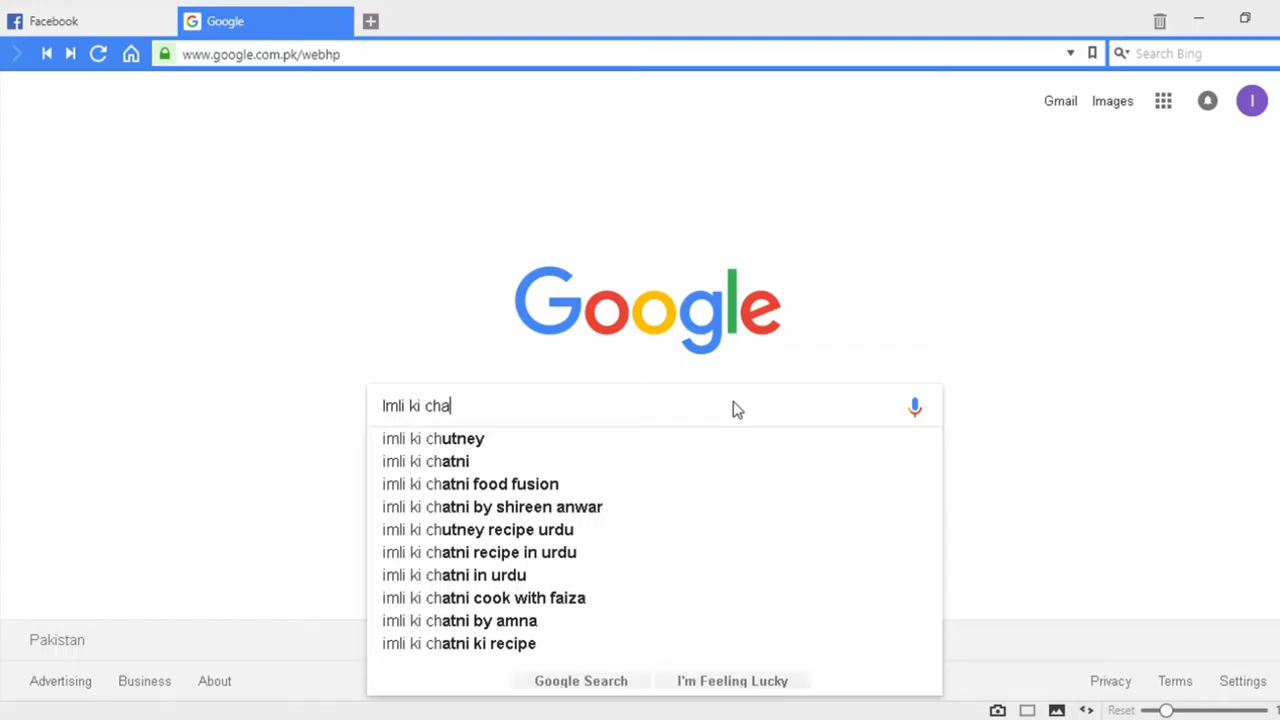 Facebook
Google
www.google.com.pk/webhp
Search Bing
Gmail Images
I
Google
Imli ki cha
imli ki chutney
imli ki chatni
imli ki chatni food fusion
imli ki chatni by shireen anwar
imli ki chutney recipe urdu
imli ki chatni recipe in urdu
imli ki chatni in urdu
imli ki chatni cook with faiza
imli ki chatni by amna
imli ki chatni ki recipe
Google Search I'm Feeling Lucky
Pakistan
Advertising Business About
Privacy Terms Settings
Reset